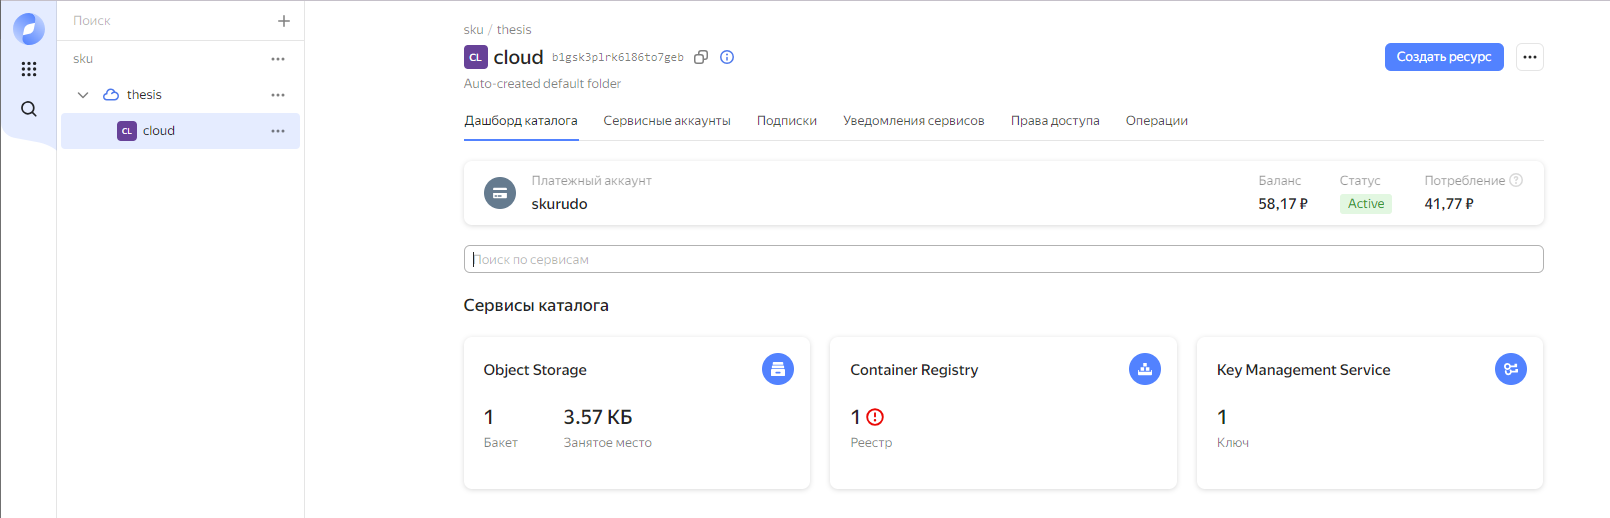 Поиск
sku
thesis
CL cloud
sku / thesis
CL cloud b1gsk3plrk6l86to7geb
Auto-created default folder
Создать ресурс
Дашборд каталога Сервисные аккаунты Подписки Уведомления сервисов Права доступа Операции
Платежный аккаунт
skurudo
Баланс Статус Потребление
58,17 ₽ Active 41,77 ₽
Поиск по сервисам
Сервисы каталога
Object Storage
1 3.57 КБ
Бакет Занятое место
Container Registry
1
Реестр
Key Management Service
1
Ключ